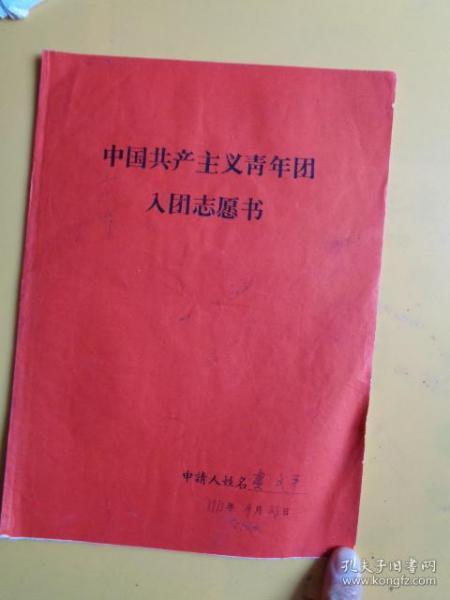 中国共产主义青年团
入团志愿书
申請人姓名
年 月 日
孔夫子旧书网
www.kongfz.com